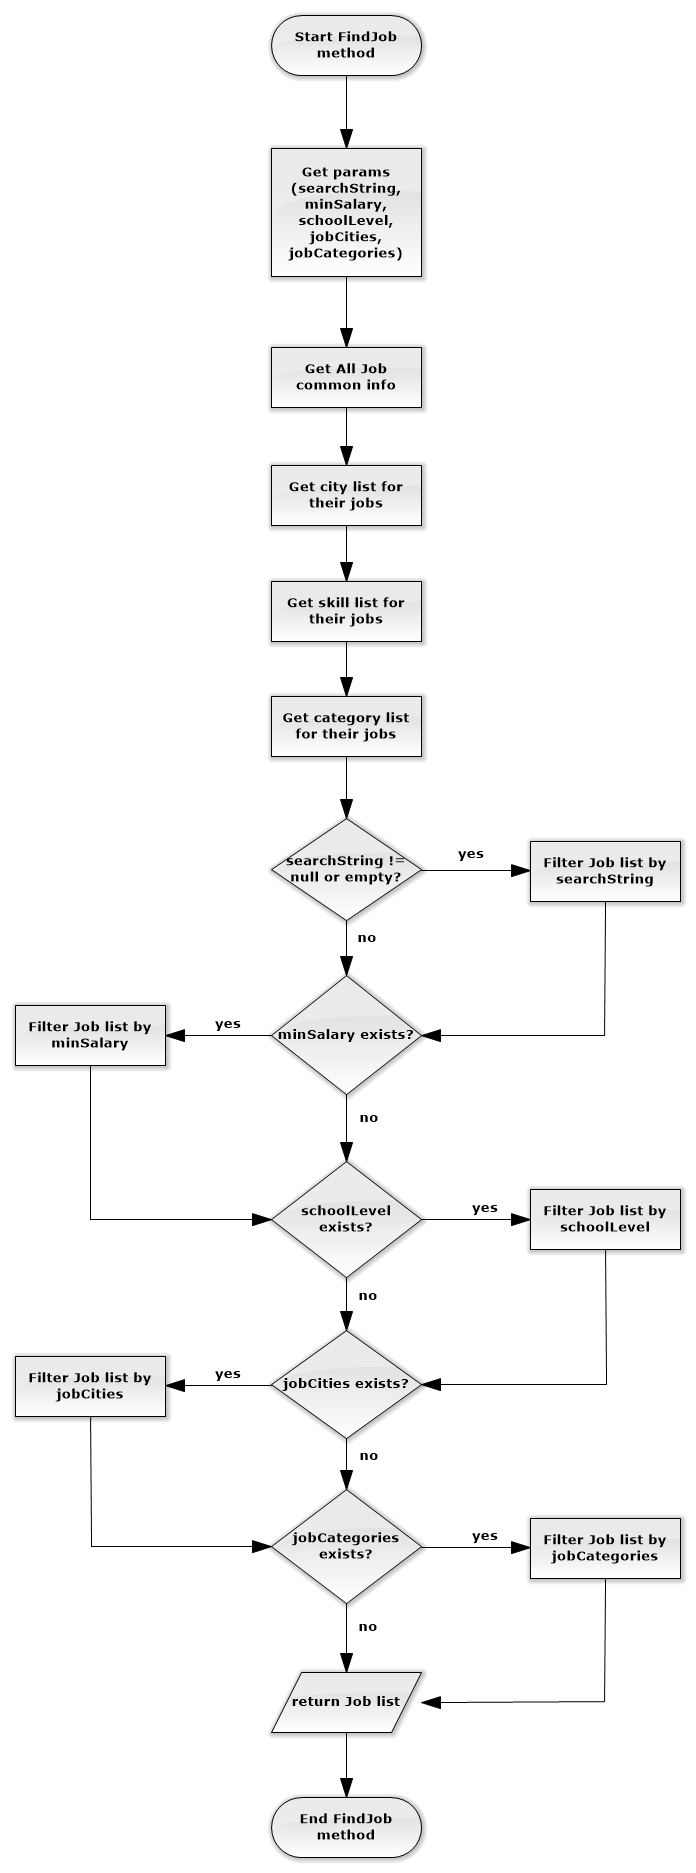 Start FindJob
method
Get params
(searchString,
minSalary,
schoolLevel,
jobCities,
jobCategories)
Get All Job
common info
Get city list for
their jobs
Get skill list for
their jobs
Get category list
for their jobs
searchString !=
null or empty?
yes
Filter Job list by
searchString
no
minSalary exists?
yes
Filter Job list by
minSalary
no
schoolLevel
exists?
yes
Filter Job list by
schoolLevel
no
jobCities exists?
yes
Filter Job list by
jobCities
no
jobCategories
exists?
yes
Filter Job list by
jobCategories
no
return Job list
End FindJob
method